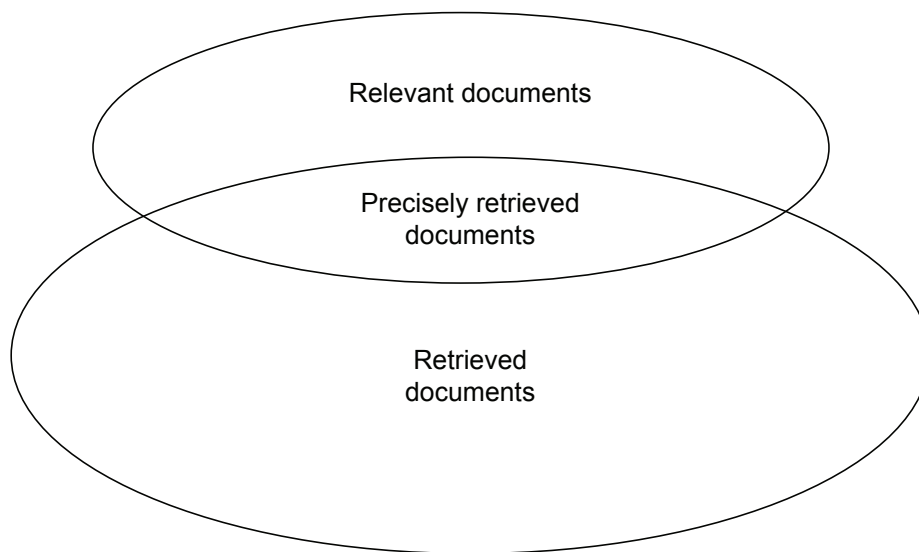 Relevant documents
Precisely retrieved
documents
Retrieved
documents